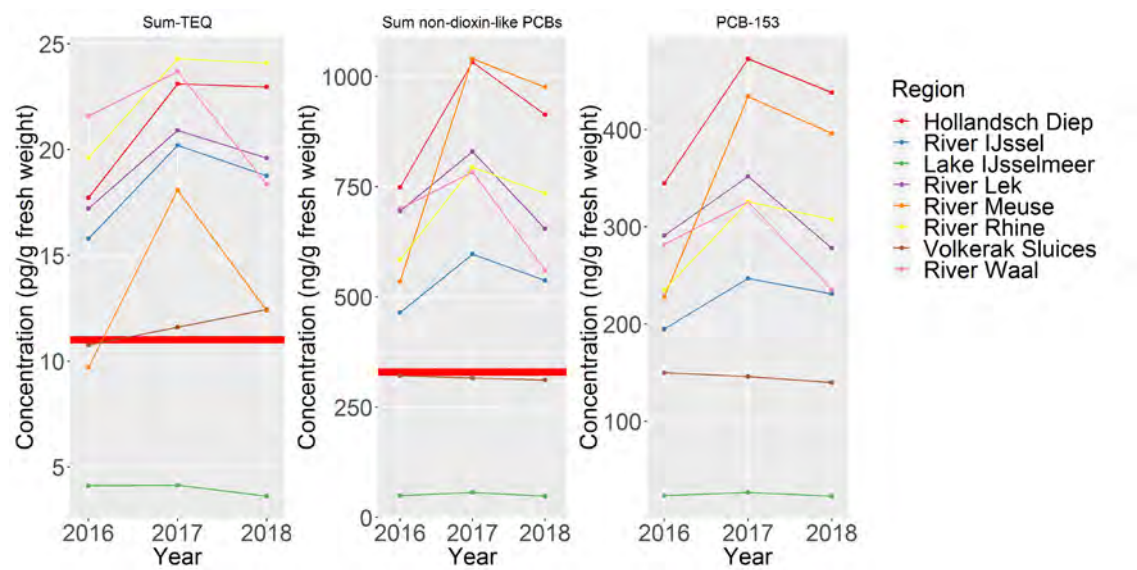 Sum-TEQ
Sum non-dioxin-like PCBs
PCB-153
Concentration (pg/g fresh weight)
25
20
15
10
5
2016 2017 2018
Year
Concentration (ng/g fresh weight)
1000
750
500
250
0
2016 2017 2018
Year
Concentration (ng/g fresh weight)
400
300
200
100
2016 2017 2018
Year
Region
Hollandsch Diep
River IJssel
Lake IJsselmeer
River Lek
River Meuse
River Rhine
Volkerak Sluices
River Waal